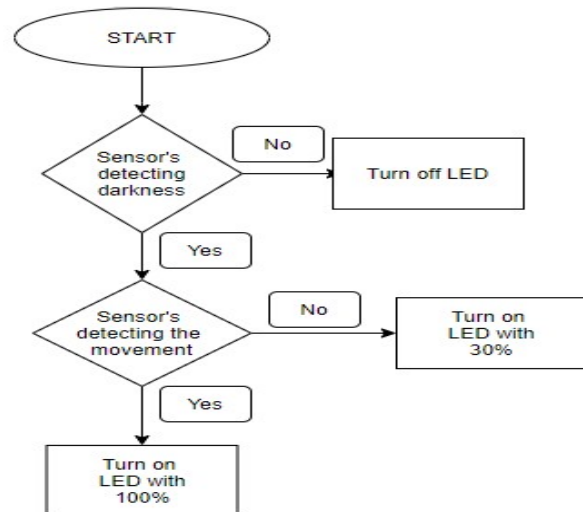 START
Sensor's
detecting
darkness
No
Turn off LED
Yes
Sensor's
detecting the
movement
No
Turn on
LED with
30%
Yes
Turn on
LED with
100%